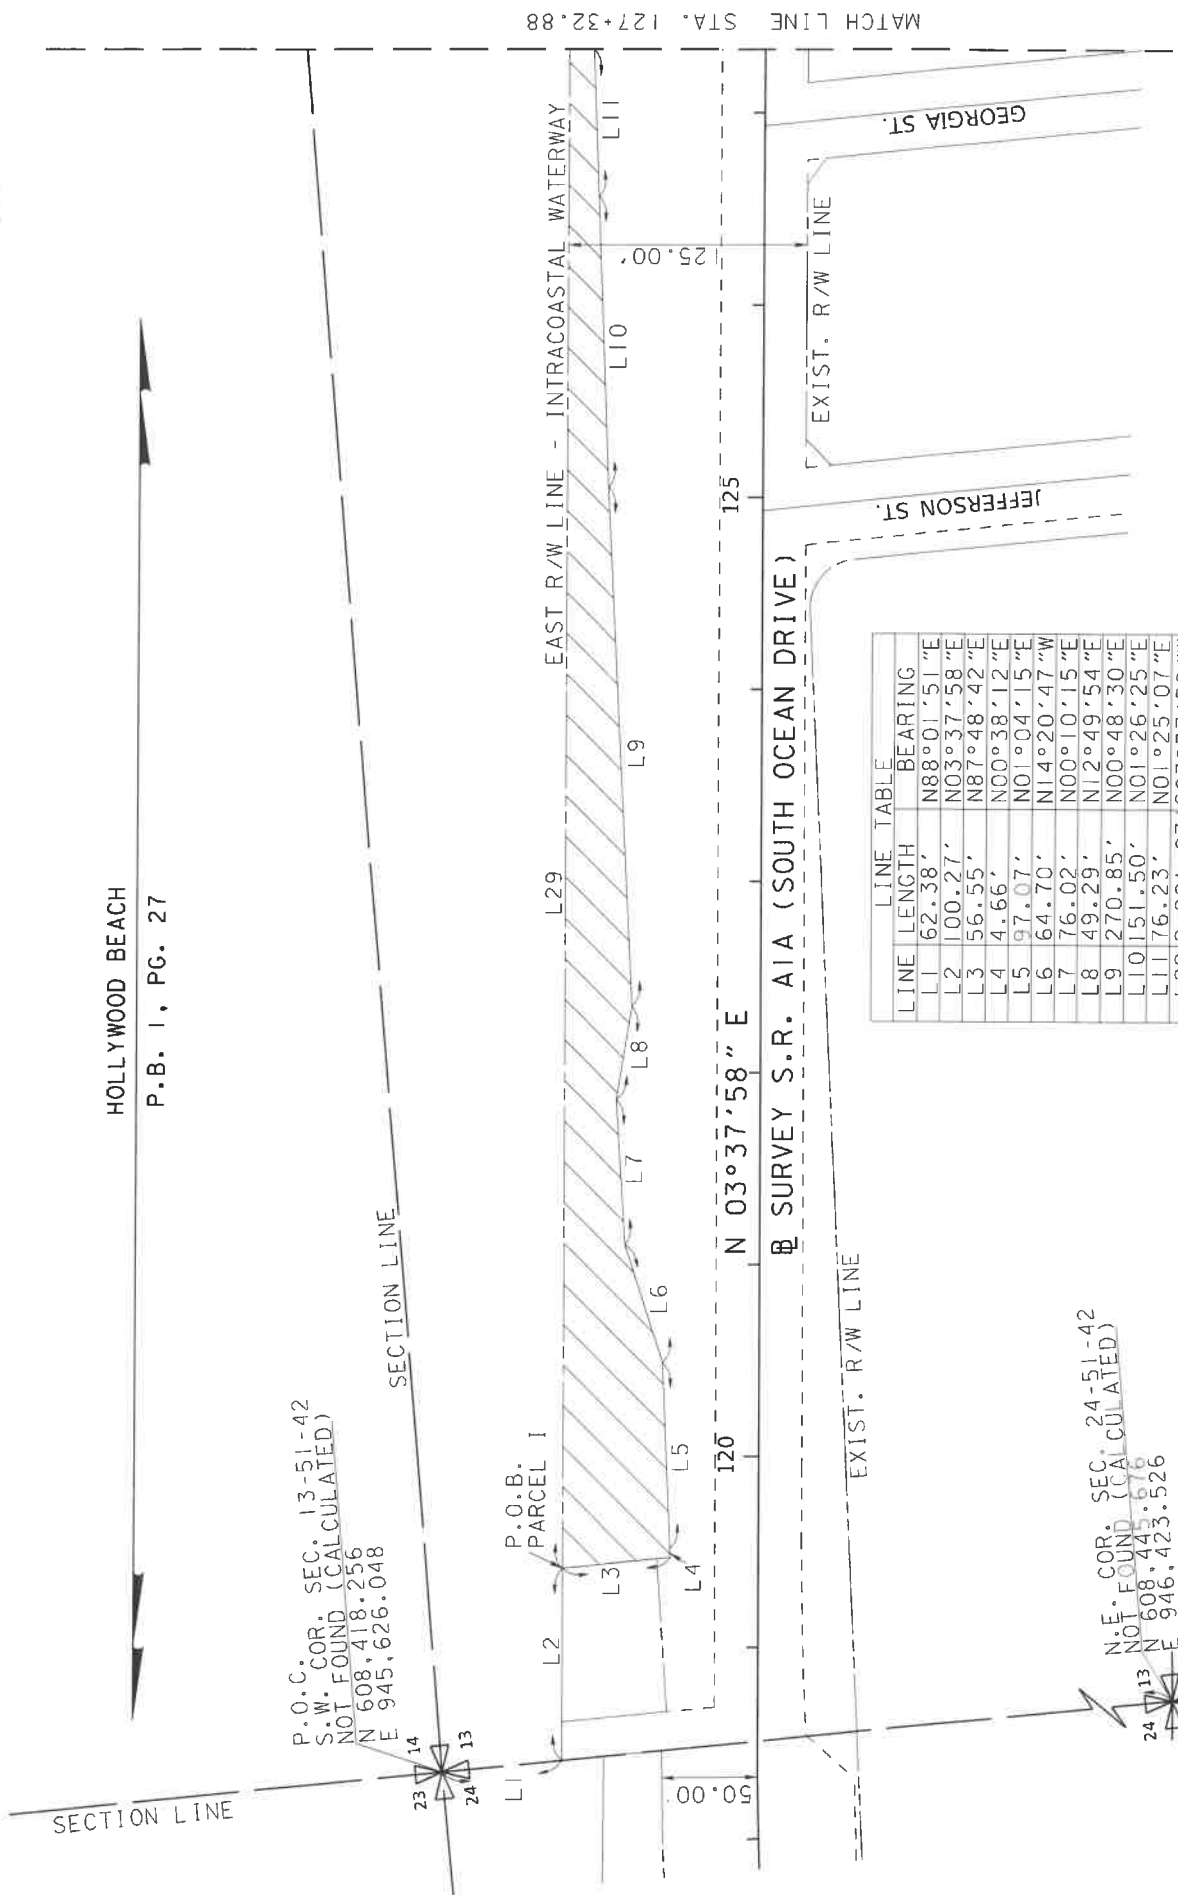 MATCH LINE STA. 127+32.88
HOLLYWOOD BEACH
P.B. 1, PG. 27
SECTION LINE
SECTION LINE
P.O.C.
S.W. COR. SEC. 13-51-42
NOT FOUND (CALCULATED)
N 608,418.256
E 945,626.048
14
13
23
24
P.O.B.
PARCEL 1
EAST R/W LINE - INTRACOASTAL WATERWAY
L1
L2
L3
L4
L5
L6
L7
L8
L9
L10
L11
L29
25.00'
50.00'
120
125
N 03°37'58" E
B SURVEY S.R. A1A (SOUTH OCEAN DRIVE)
EXIST. R/W LINE
EXIST. R/W LINE
JEFFERSON ST.
GEORGIA ST.
N.E. COR. SEC. 24-51-42
NOT FOUND (CALCULATED)
N 608,445.676
E 946,423.526
24
13
LINE TABLE
LINE LENGTH BEARING
L1 62.38' N88°01'51"E
L2 100.27' N03°37'58"E
L3 56.55' N87°48'42"E
L4 4.66' N00°38'12"E
L5 97.07' N01°04'15"E
L6 64.70' N14°20'47"W
L7 76.02' N00°10'15"E
L8 49.29' N12°49'54"E
L9 270.85' N00°48'30"E
L10 151.50' N01°26'25"E
L11 76.23' N01°25'07"E